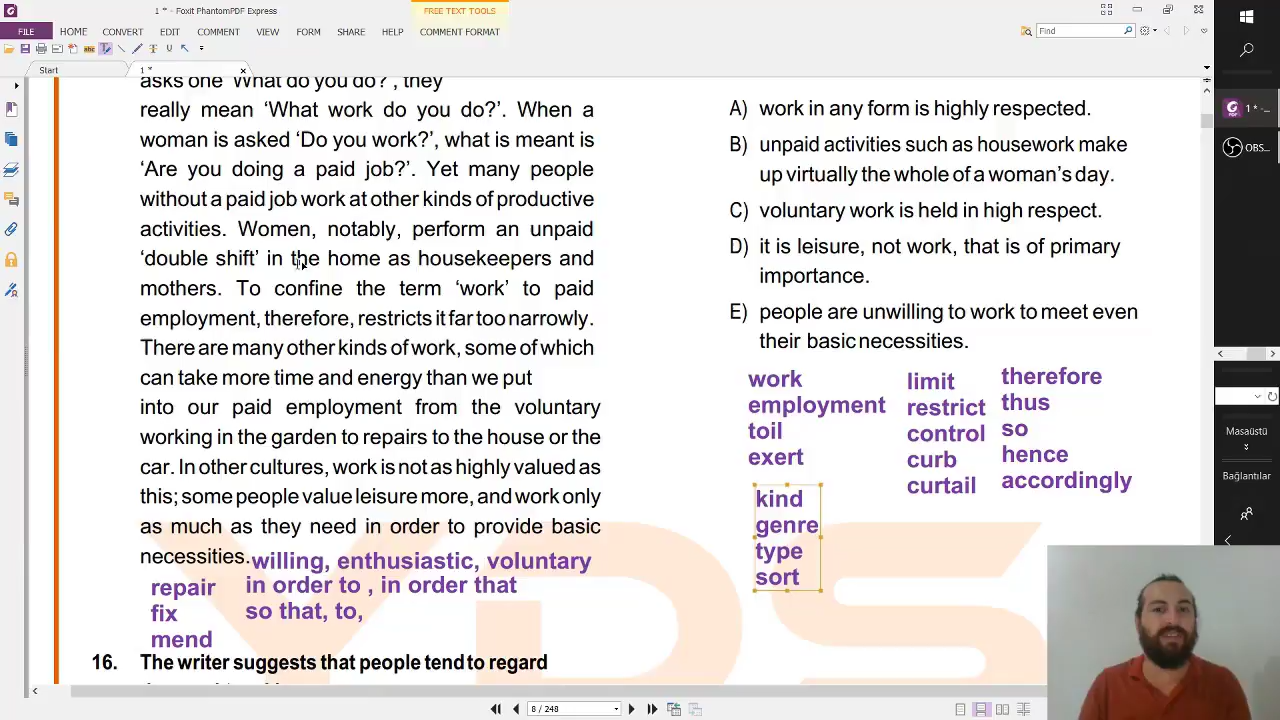 1 * - Foxit PhantomPDF Express
FREE TEXT TOOLS
FILE HOME CONVERT EDIT COMMENT VIEW FORM SHARE HELP COMMENT FORMAT
Find
Start
1 *
asks one 'What do you do?', they
really mean 'What work do you do?'. When a
woman is asked 'Do you work?', what is meant is
'Are you doing a paid job?'. Yet many people
without a paid job work at other kinds of productive
activities. Women, notably, perform an unpaid
'double shift' in the home as housekeepers and
mothers. To confine the term 'work' to paid
employment, therefore, restricts it far too narrowly.
There are many other kinds of work, some of which
can take more time and energy than we put
into our paid employment from the voluntary
working in the garden to repairs to the house or the
car. In other cultures, work is not as highly valued as
this; some people value leisure more, and work only
as much as they need in order to provide basic
necessities.
willing, enthusiastic, voluntary
in order to , in order that
so that, to,
repair
fix
mend
16. The writer suggests that people tend to regard
A) work in any form is highly respected.
B) unpaid activities such as housework make
up virtually the whole of a woman's day.
C) voluntary work is held in high respect.
D) it is leisure, not work, that is of primary
importance.
E) people are unwilling to work to meet even
their basic necessities.
work
employment
toil
exert
limit
restrict
control
curb
curtail
therefore
thus
so
hence
accordingly
kind
genre
type
sort
YDS
8 / 248
1 * -...
OBS...
Masaüstü
Bağlantılar